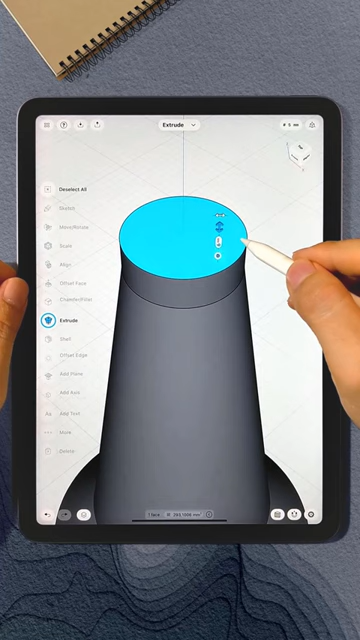 Extrude
Deselect All
Sketch
Move/Rotate
Scale
Align
Offset Face
Chamfer/Fillet
Extrude
Shell
Offset Edge
Add Plane
Add Axis
Add Text
More
Delete
1 face